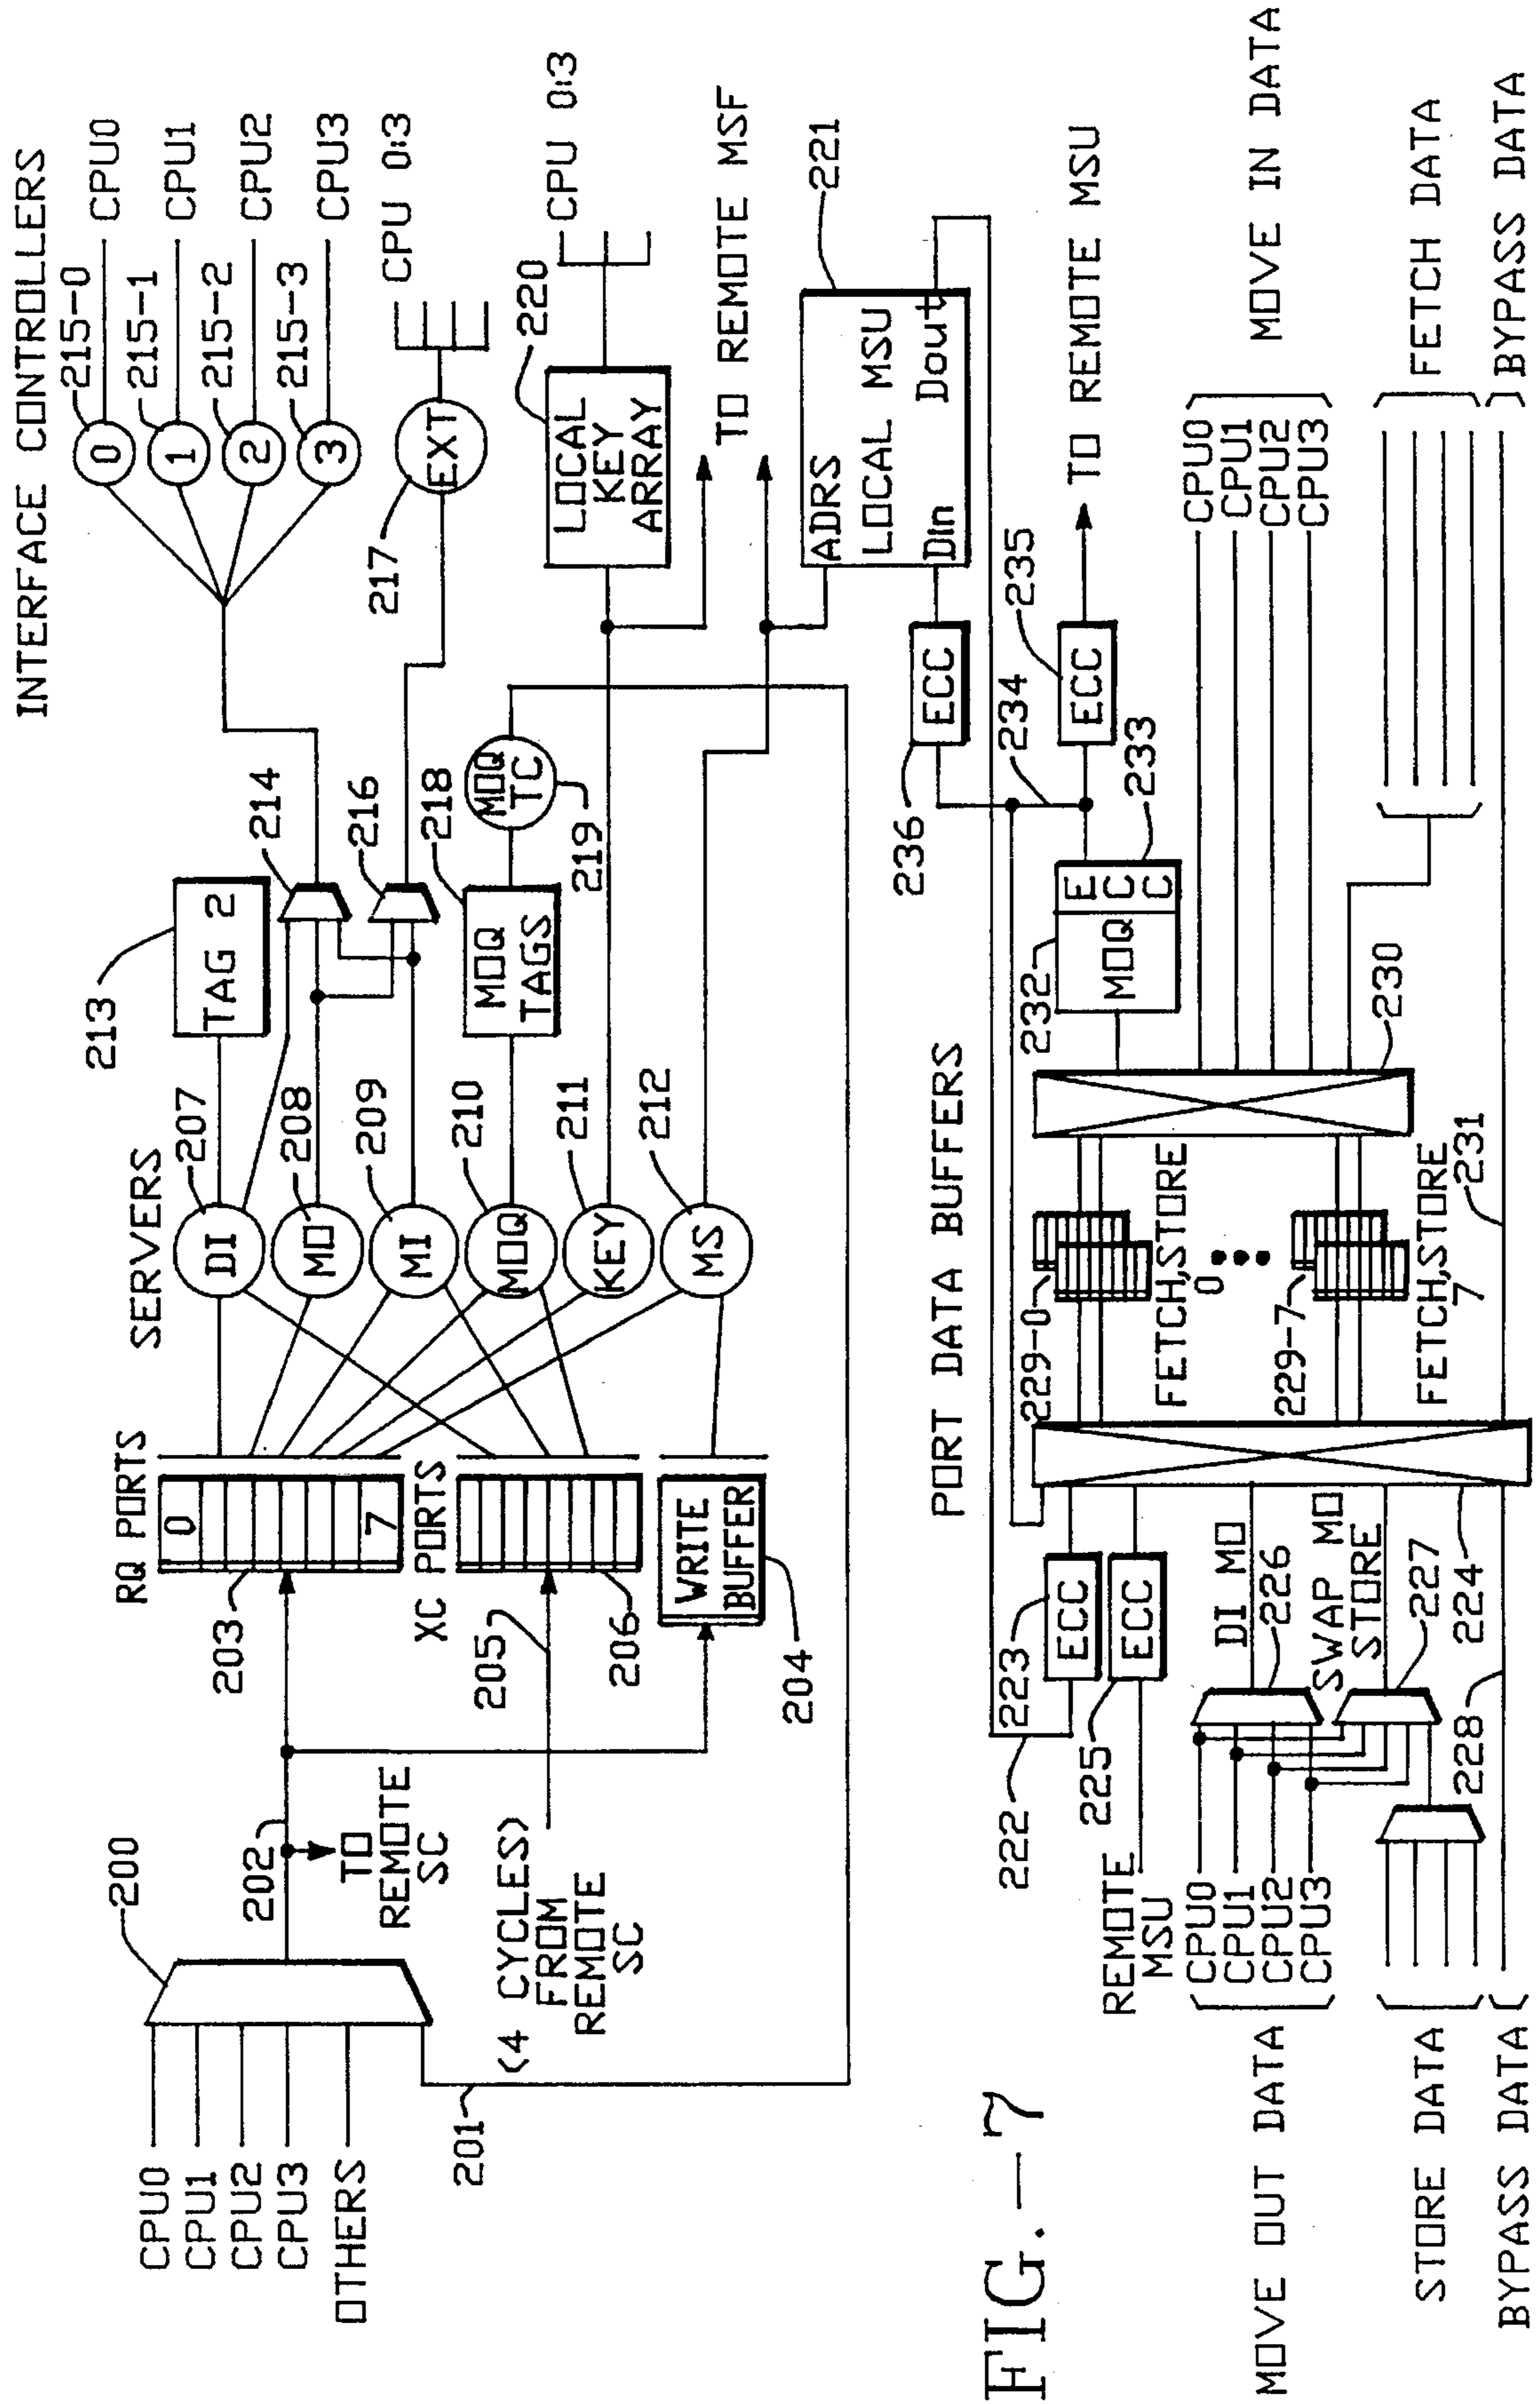 INTERFACE CONTROLLERS
SERVERS
RQ PORTS
XC PORTS
CPU0
CPU1
CPU2
CPU3
OTHERS
200
201
202
TO
REMOTE
SC
(4 CYCLES)
FROM
REMOTE
SC
203
0
7
205
206
WRITE
BUFFER
204
DI
207
MO
208
MI
209
MOQ
210
KEY
211
MS
212
213
TAG 2
214
216
218
MOQ
TAGS
MOQ
TC
219
0
215-0
CPU0
1
215-1
CPU1
2
215-2
CPU2
3
215-3
CPU3
217
EXT
CPU 0:3
220
LOCAL
KEY
ARRAY
CPU 0:3
TO REMOTE MSF
221
ADRS
LOCAL MSU
Din
Dout
236
ECC
235
ECC
TO REMOTE MSU
234
PORT DATA BUFFERS
222
223
ECC
225
ECC
REMOTE
MSU
CPU0
CPU1
CPU2
CPU3
MOVE OUT DATA
STORE DATA
BYPASS DATA
DI MO
226
SWAP MO
STORE
227
224
228
229-0
FETCH,STORE
0
229-7
FETCH,STORE
7
231
230
232
MOQ
ECC
233
CPU0
CPU1
CPU2
CPU3
MOVE IN DATA
FETCH DATA
BYPASS DATA
FIG.—7